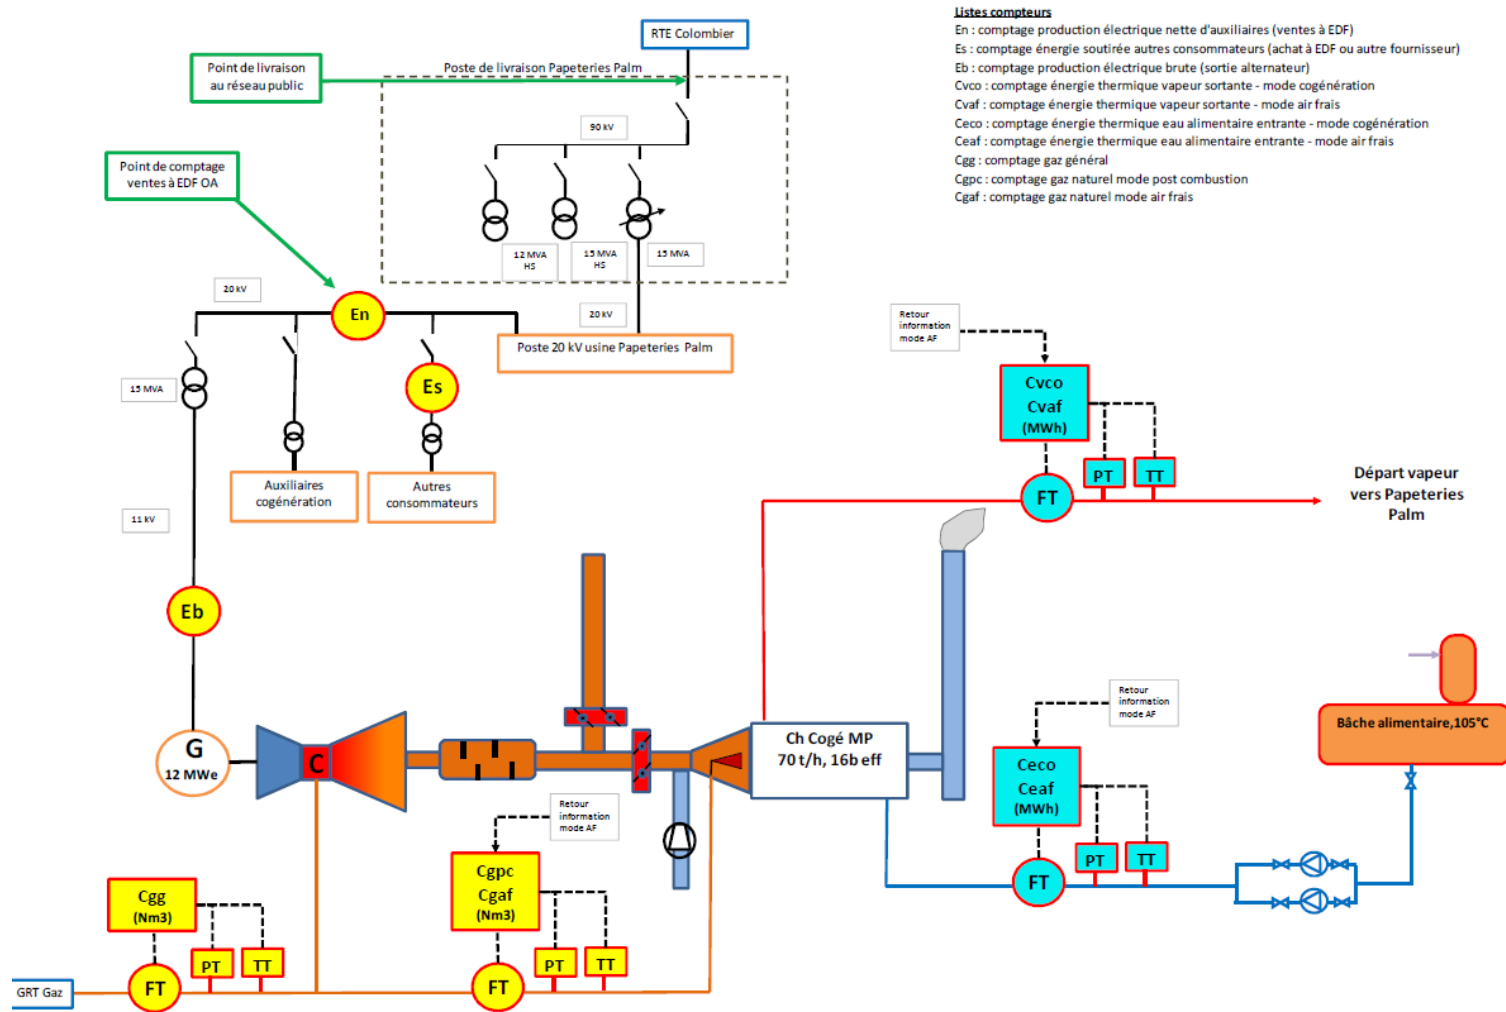 Listes compteurs
En : comptage production électrique nette d'auxiliaires (ventes à EDF)
Es : comptage énergie soutirée autres consommateurs (achat à EDF ou autre fournisseur)
Eb : comptage production électrique brute (sortie alternateur)
Cvco : comptage énergie thermique vapeur sortante - mode cogénération
Cvaf : comptage énergie thermique vapeur sortante - mode air frais
Ceco : comptage énergie thermique eau alimentaire entrante - mode cogénération
Ceaf : comptage énergie thermique eau alimentaire entrante - mode air frais
Cgg : comptage gaz général
Cgpc : comptage gaz naturel mode post combustion
Cgaf : comptage gaz naturel mode air frais
RTE Colombier
Point de livraison
au réseau public
Poste de livraison Papeteries Palm
90 kV
Point de comptage
ventes à EDF OA
12 MVA
HS
15 MVA
HS
15 MVA
20 kV
En
20 kV
Poste 20 kV usine Papeteries Palm
15 MVA
Es
Auxiliaires
cogénération
Autres
consommateurs
11 kV
Eb
G
12 MWe
C
Retour
information
mode AF
Cvco
Cvaf
(MWh)
PT
TT
FT
Départ vapeur
vers Papeteries
Palm
Ch Cogé MP
70 t/h, 16b eff
Retour
information
mode AF
Ceco
Ceaf
(MWh)
PT
TT
FT
Bâche alimentaire,105°C
Retour
information
mode AF
Cgpc
Cgaf
(Nm3)
PT
TT
FT
Cgg
(Nm3)
PT
TT
FT
GRT Gaz